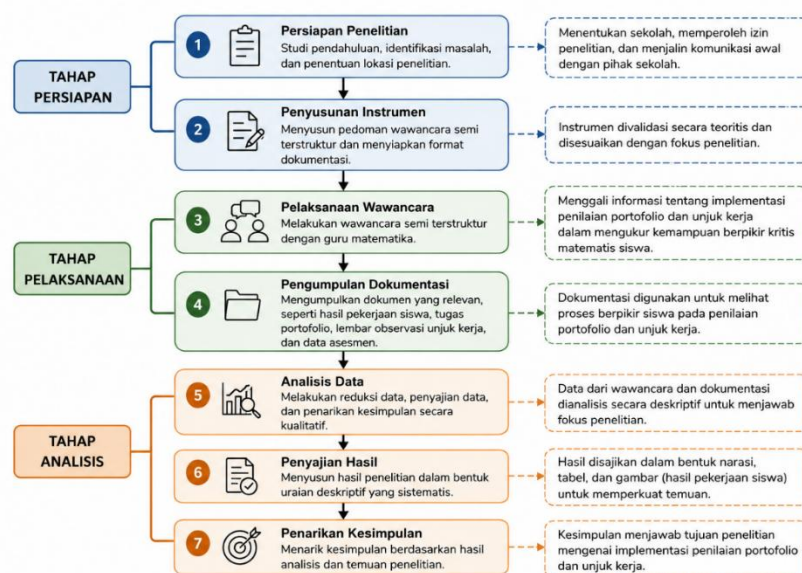 TAHAP
PERSIAPAN
1
Persiapan Penelitian
Studi pendahuluan, identifikasi masalah,
dan penentuan lokasi penelitian.
Menentukan sekolah, memperoleh izin
penelitian, dan menjalin komunikasi awal
dengan pihak sekolah.
2
Penyusunan Instrumen
Menyusun pedoman wawancara semi
terstruktur dan menyiapkan format
dokumentasi.
Instrumen divalidasi secara teoritis dan
disesuaikan dengan fokus penelitian.
TAHAP
PELAKSANAAN
3
Pelaksanaan Wawancara
Melakukan wawancara semi terstruktur
dengan guru matematika.
Menggali informasi tentang implementasi
penilaian portofolio dan unjuk kerja
dalam mengukur kemampuan berpikir kritis
matematis siswa.
4
Pengumpulan Dokumentasi
Mengumpulkan dokumen yang relevan,
seperti hasil pekerjaan siswa, tugas
portofolio, lembar observasi unjuk kerja,
dan data asesmen.
Dokumentasi digunakan untuk melihat
proses berpikir siswa pada penilaian
portofolio dan unjuk kerja.
TAHAP
ANALISIS
5
Analisis Data
Melakukan reduksi data, penyajian data,
dan penarikan kesimpulan secara
kualitatif.
Data dari wawancara dan dokumentasi
dianalisis secara deskriptif untuk menjawab
fokus penelitian.
6
Penyajian Hasil
Menyusun hasil penelitian dalam bentuk
uraian deskriptif yang sistematis.
Hasil disajikan dalam bentuk narasi,
tabel, dan gambar (hasil pekerjaan siswa)
untuk memperkuat temuan.
7
Penarikan Kesimpulan
Menarik kesimpulan berdasarkan hasil
analisis dan temuan penelitian.
Kesimpulan menjawab tujuan penelitian
mengenai implementasi penilaian portofolio
dan unjuk kerja.